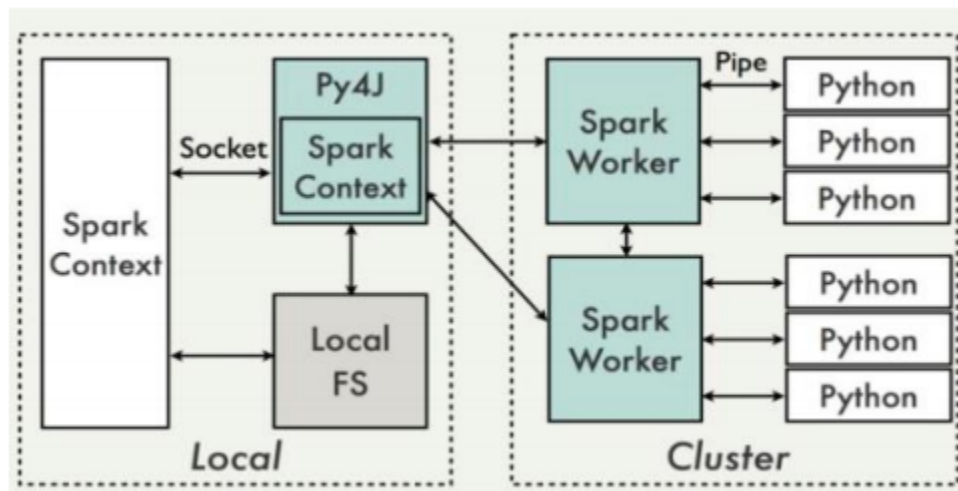 Spark
Context
Socket
Py4J
Spark
Context
Local
FS
Local
Spark
Worker
Pipe
Python
Python
Python
Spark
Worker
Python
Python
Python
Cluster